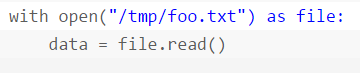 with open("/tmp/foo.txt") as file:
    data = file.read()